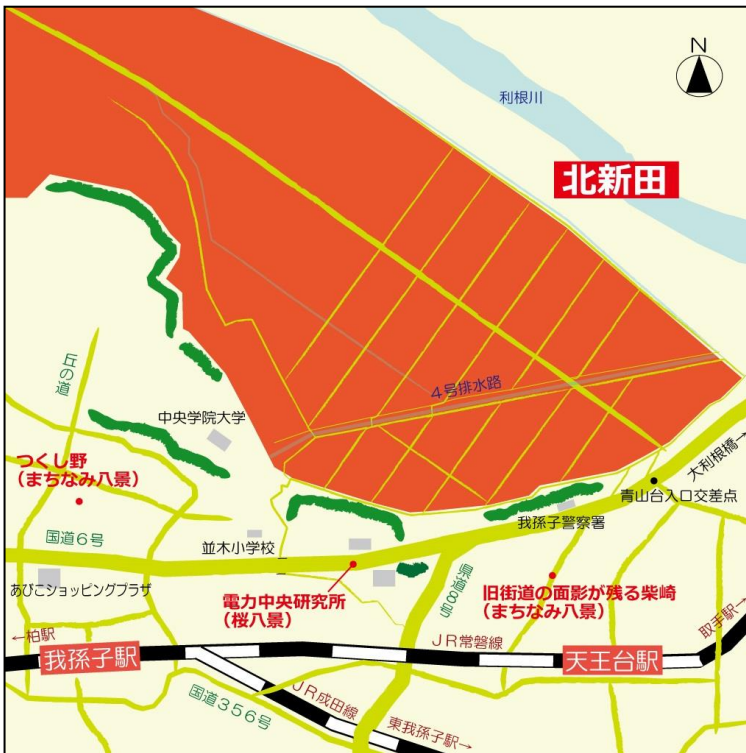 N
利根川
北新田
4号排水路
丘の道
中央学院大学
大利根橋→
つくし野
(まちなみ八景)
青山台入口交差点
我孫子警察署
国道6号
並木小学校
あびこショッピングプラザ
電力中央研究所
(桜八景)
県道8号
旧街道の面影が残る柴崎
(まちなみ八景)
取手駅→
←柏駅
我孫子駅
JR常磐線
天王台駅
国道356号
JR成田線
東我孫子駅→